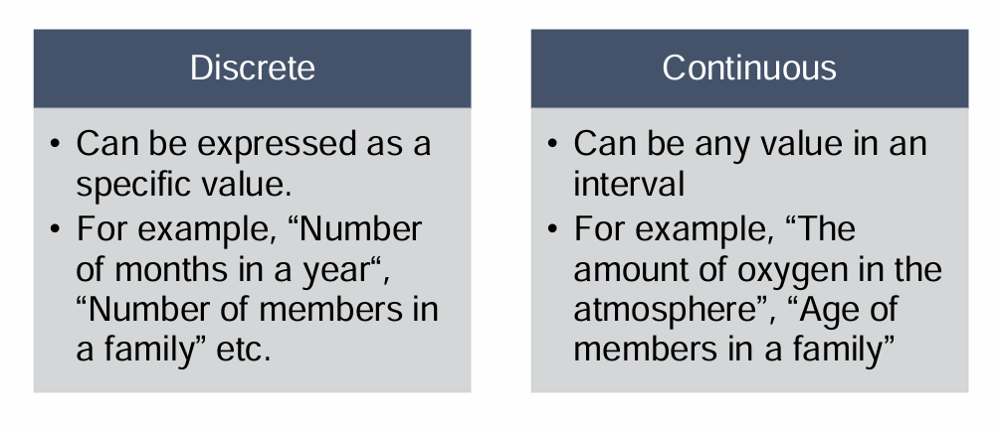 Discrete
• Can be expressed as a
specific value.
• For example, “Number
of months in a year“,
“Number of members in
a family” etc.
Continuous
• Can be any value in an
interval
• For example, “The
amount of oxygen in the
atmosphere”, “Age of
members in a family”